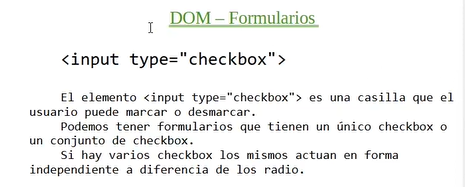 DOM – Formularios
<input type="checkbox">
El elemento <input type="checkbox"> es una casilla que el
usuario puede marcar o desmarcar.
Podemos tener formularios que tienen un único checkbox o
un conjunto de checkbox.
Si hay varios checkbox los mismos actuan en forma
independiente a diferencia de los radio.